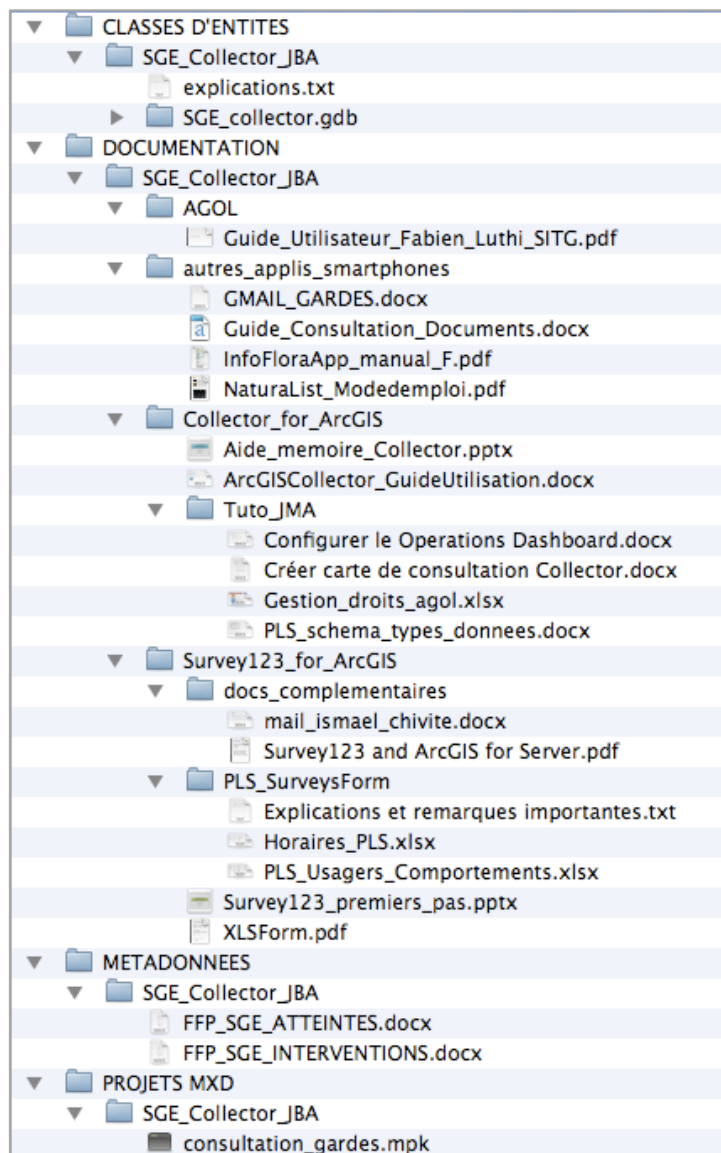 CLASSES D'ENTITES
SGE_Collector_JBA
explications.txt
SGE_collector.gdb
DOCUMENTATION
SGE_Collector_JBA
AGOL
Guide_Utilisateur_Fabien_Luthi_SITG.pdf
autres_applis_smartphones
GMAIL_GARDES.docx
Guide_Consultation_Documents.docx
InfoFloraApp_manual_F.pdf
NaturaList_Modedemploi.pdf
Collector_for_ArcGIS
Aide_memoire_Collector.pptx
ArcGISCollector_GuideUtilisation.docx
Tuto_JMA
Configurer le Operations Dashboard.docx
Créer carte de consultation Collector.docx
Gestion_droits_agol.xlsx
PLS_schema_types_donnees.docx
Survey123_for_ArcGIS
docs_complementaires
mail_ismael_chivite.docx
Survey123 and ArcGIS for Server.pdf
PLS_SurveysForm
Explications et remarques importantes.txt
Horaires_PLS.xlsx
PLS_Usagers_Comportements.xlsx
Survey123_premiers_pas.pptx
XLSForm.pdf
METADONNEES
SGE_Collector_JBA
FFP_SGE_ATTEINTES.docx
FFP_SGE_INTERVENTIONS.docx
PROJETS MXD
SGE_Collector_JBA
consultation_gardes.mpk